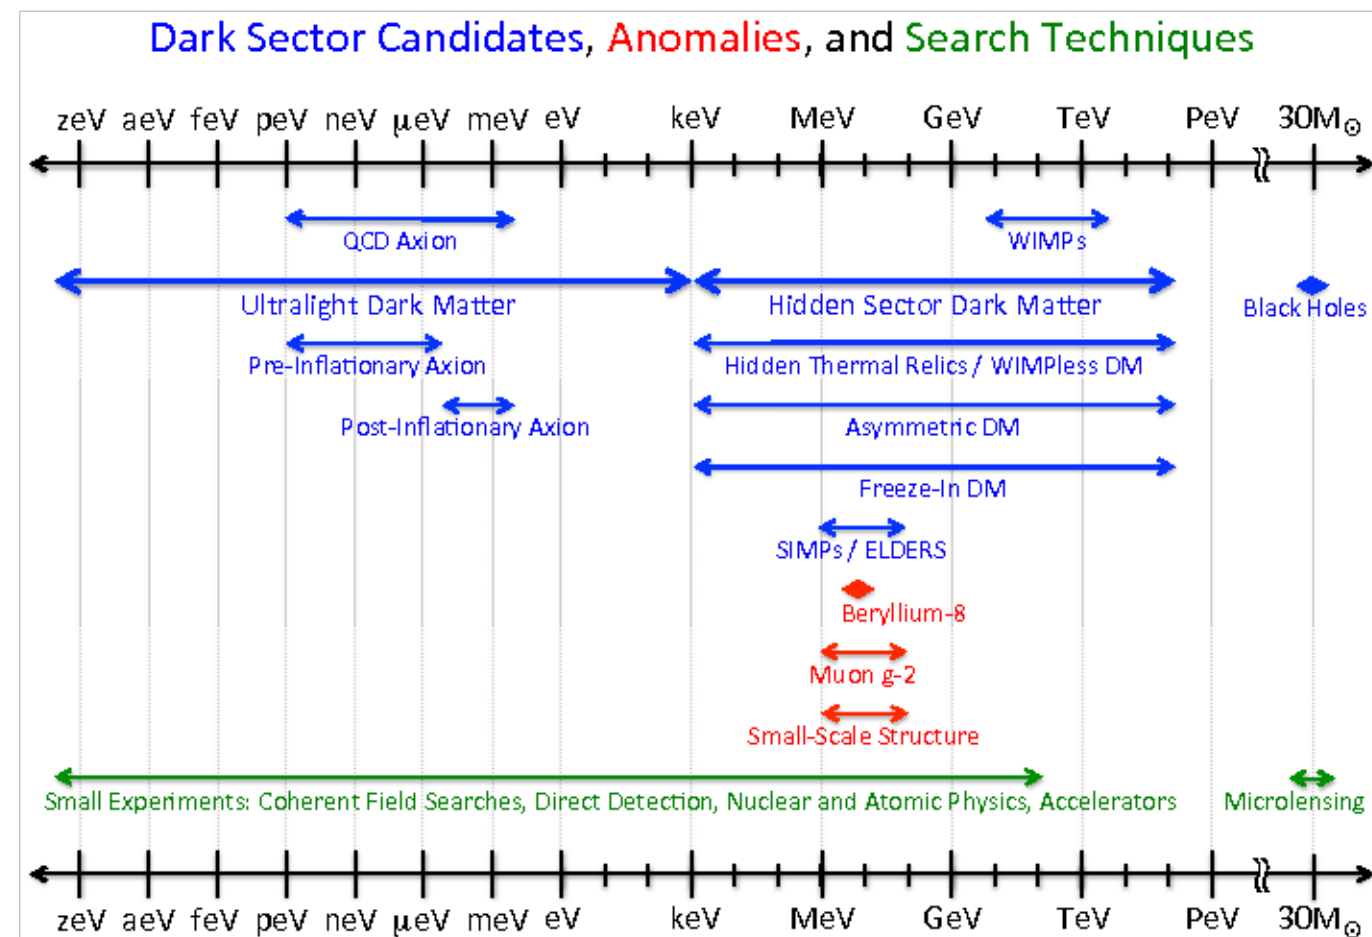 Dark Sector Candidates, Anomalies, and Search Techniques
zeV aeV feV peV neV μeV meV eV keV MeV GeV TeV PeV 30M⊙
QCD Axion WIMPs
Ultralight Dark Matter Hidden Sector Dark Matter Black Holes
Pre-Inflationary Axion Hidden Thermal Relics / WIMPless DM
Post-Inflationary Axion Asymmetric DM
Freeze-In DM
SIMPs / ELDERS
Beryllium-8
Muon g-2
Small-Scale Structure
Small Experiments: Coherent Field Searches, Direct Detection, Nuclear and Atomic Physics, Accelerators Microlensing
zeV aeV feV peV neV μeV meV eV keV MeV GeV TeV PeV 30M⊙